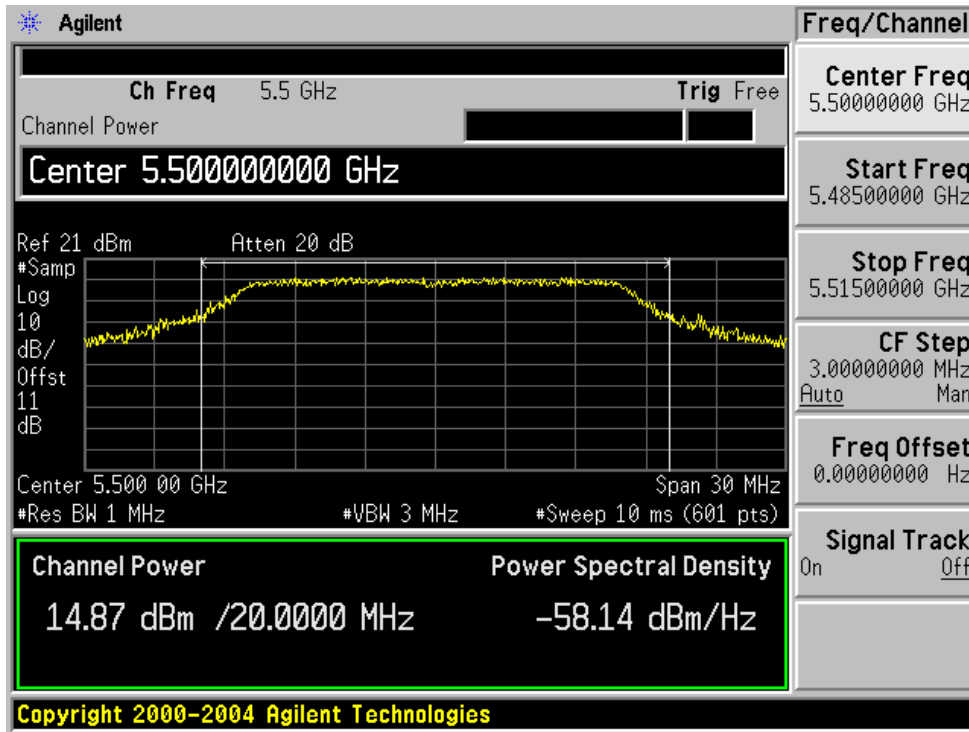 Agilent
Freq/Channel
Ch Freq 5.5 GHz Trig Free
Channel Power
Center 5.500000000 GHz
Ref 21 dBm Atten 20 dB
#Samp
Log
10
dB/
Offst
11
dB
Center 5.500 00 GHz Span 30 MHz
#Res BW 1 MHz #VBW 3 MHz #Sweep 10 ms (601 pts)
Channel Power Power Spectral Density
14.87 dBm /20.0000 MHz -58.14 dBm/Hz
Copyright 2000-2004 Agilent Technologies
Center Freq
5.50000000 GHz
Start Freq
5.48500000 GHz
Stop Freq
5.51500000 GHz
CF Step
3.00000000 MHz
Auto Man
Freq Offset
0.00000000 Hz
Signal Track
On Off